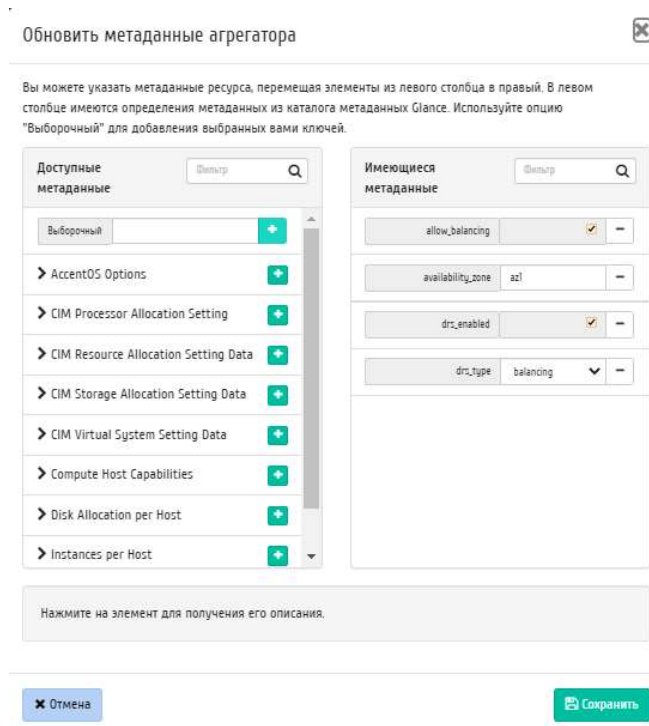 Обновить метаданные агрегатора
Вы можете указать метаданные ресурса, перемещая элементы из левого столбца в правый. В левом
столбце имеются определения метаданных из каталога метаданных Glance. Используйте опцию
"Выборочный" для добавления выбранных вами ключей.
Доступные
метаданные
Фильтр
Выборочный
AccentOS Options
CIM Processor Allocation Setting
CIM Resource Allocation Setting Data
CIM Storage Allocation Setting Data
CIM Virtual System Setting Data
Compute Host Capabilities
Disk Allocation per Host
Instances per Host
Имеющиеся
метаданные
Фильтр
allow_balancing
availability_zone az1
drs_enabled
drs_type balancing
Нажмите на элемент для получения его описания.
Отмена
Сохранить